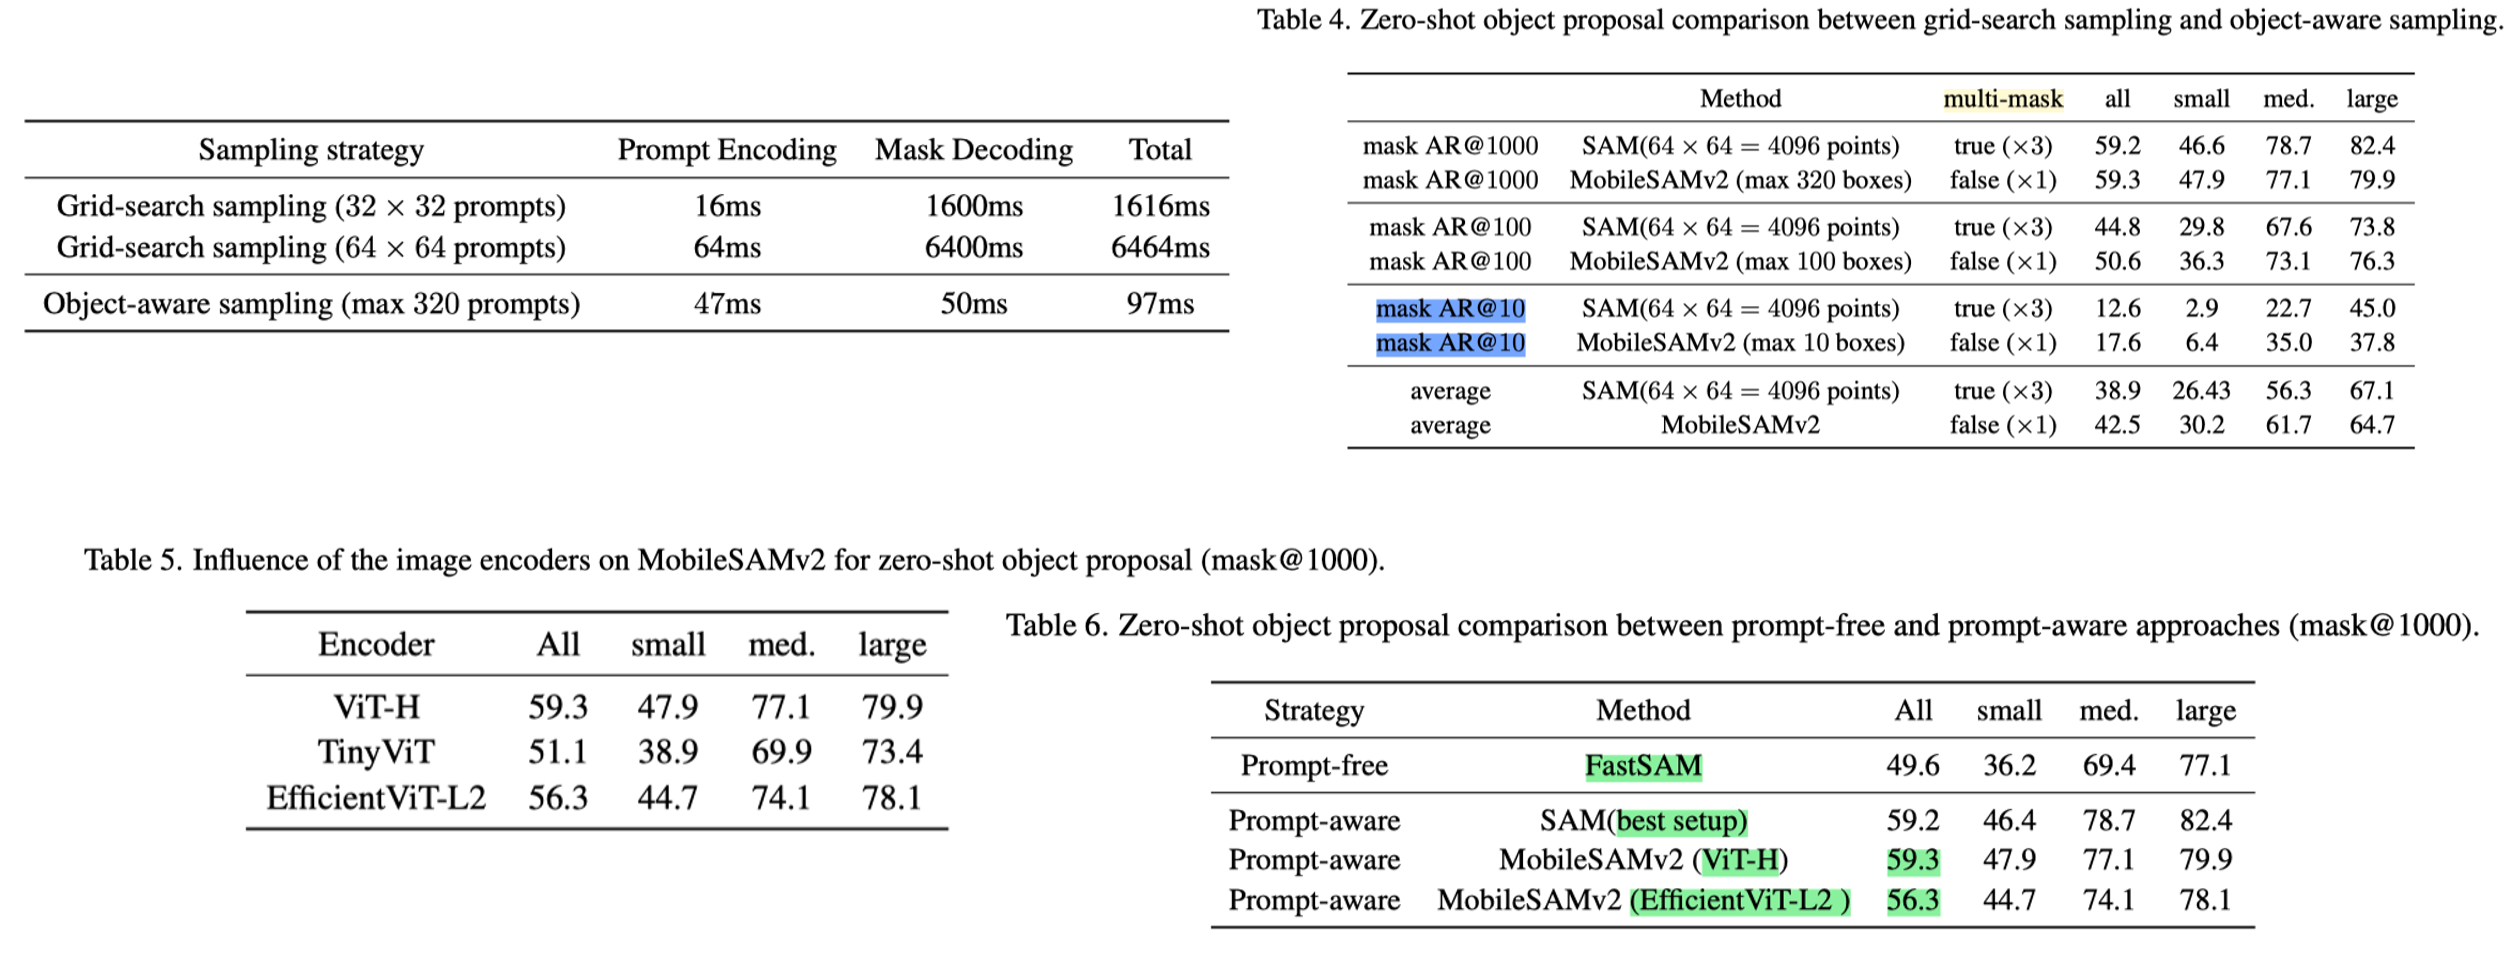 Sampling strategy Prompt Encoding Mask Decoding Total
Grid-search sampling (32 × 32 prompts) 16ms 1600ms 1616ms
Grid-search sampling (64 × 64 prompts) 64ms 6400ms 6464ms
Object-aware sampling (max 320 prompts) 47ms 50ms 97ms
Table 4. Zero-shot object proposal comparison between grid-search sampling and object-aware sampling.
Method multi-mask all small med. large
mask AR@1000 SAM(64 × 64 = 4096 points) true (×3) 59.2 46.6 78.7 82.4
mask AR@1000 MobileSAMv2 (max 320 boxes) false (×1) 59.3 47.9 77.1 79.9
mask AR@100 SAM(64 × 64 = 4096 points) true (×3) 44.8 29.8 67.6 73.8
mask AR@100 MobileSAMv2 (max 100 boxes) false (×1) 50.6 36.3 73.1 76.3
mask AR@10 SAM(64 × 64 = 4096 points) true (×3) 12.6 2.9 22.7 45.0
mask AR@10 MobileSAMv2 (max 10 boxes) false (×1) 17.6 6.4 35.0 37.8
average SAM(64 × 64 = 4096 points) true (×3) 38.9 26.43 56.3 67.1
average MobileSAMv2 false (×1) 42.5 30.2 61.7 64.7
Table 5. Influence of the image encoders on MobileSAMv2 for zero-shot object proposal (mask@1000).
Encoder All small med. large
ViT-H 59.3 47.9 77.1 79.9
TinyViT 51.1 38.9 69.9 73.4
EfficientViT-L2 56.3 44.7 74.1 78.1
Table 6. Zero-shot object proposal comparison between prompt-free and prompt-aware approaches (mask@1000).
Strategy Method All small med. large
Prompt-free FastSAM 49.6 36.2 69.4 77.1
Prompt-aware SAM(best setup) 59.2 46.4 78.7 82.4
Prompt-aware MobileSAMv2 (ViT-H) 59.3 47.9 77.1 79.9
Prompt-aware MobileSAMv2 (EfficientViT-L2 ) 56.3 44.7 74.1 78.1